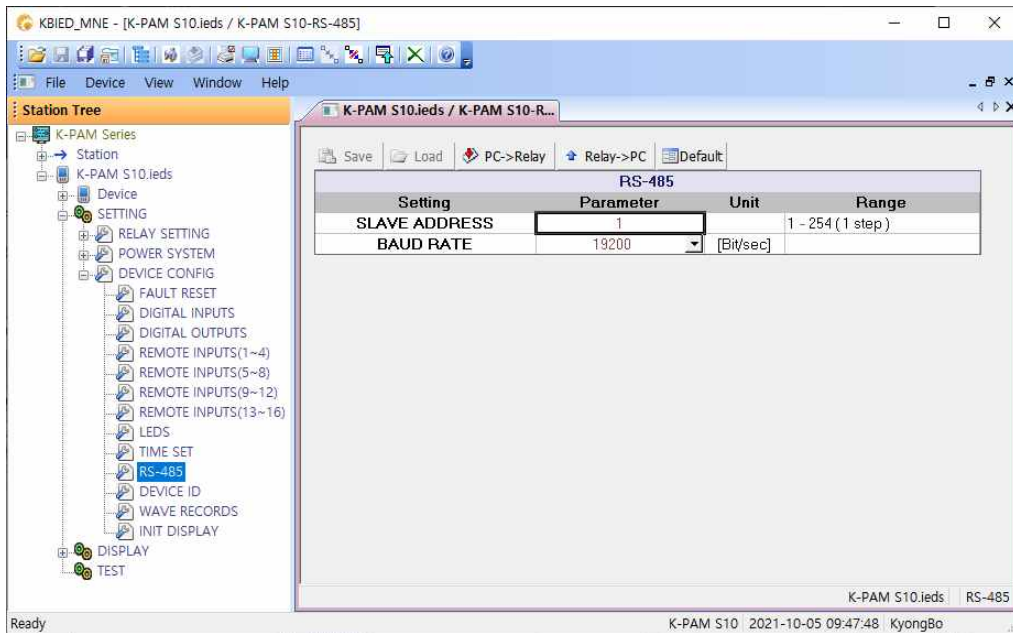 KBIED_MNE - [K-PAM S10.ieds / K-PAM S10-RS-485]
File Device View Window Help
Station Tree
K-PAM Series
Station
K-PAM S10.ieds
Device
SETTING
RELAY SETTING
POWER SYSTEM
DEVICE CONFIG
FAULT RESET
DIGITAL INPUTS
DIGITAL OUTPUTS
REMOTE INPUTS(1~4)
REMOTE INPUTS(5~8)
REMOTE INPUTS(9~12)
REMOTE INPUTS(13~16)
LEDS
TIME SET
RS-485
DEVICE ID
WAVE RECORDS
INIT DISPLAY
DISPLAY
TEST
K-PAM S10.ieds / K-PAM S10-R...
Save Load PC->Relay Relay->PC Default
RS-485
Setting Parameter Unit Range
SLAVE ADDRESS 1 1 - 254 ( 1 step )
BAUD RATE 19200 [Bit/sec]
K-PAM S10.ieds RS-485
Ready K-PAM S10 2021-10-05 09:47:48 KyongBo